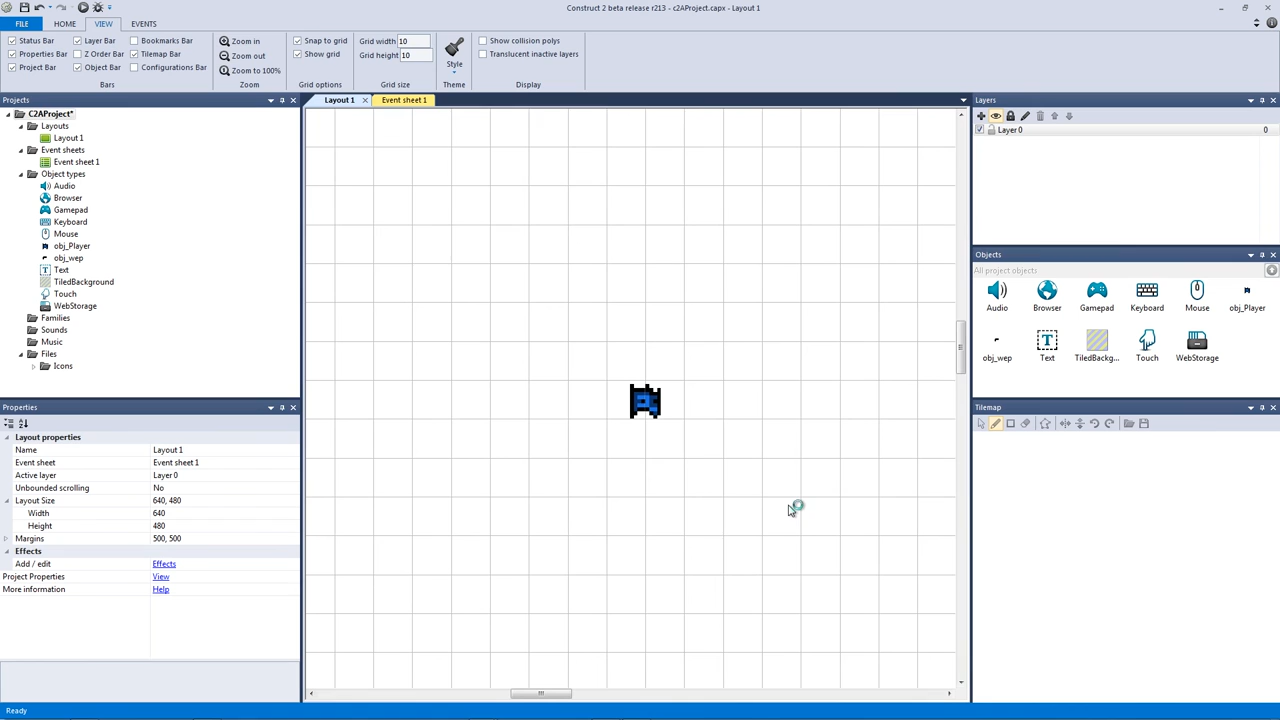 Construct 2 beta release r213 - c2AProject.capx - Layout 1
FILE HOME VIEW EVENTS
Status Bar Layer Bar Bookmarks Bar Zoom in Snap to grid Grid width 10 Show collision polys
Properties Bar Z Order Bar Tilemap Bar Zoom out Show grid Grid height 10 Style Translucent inactive layers
Project Bar Object Bar Configurations Bar Zoom to 100%
Bars Zoom Grid options Grid size Theme Display
Projects
C2AProject*
Layouts
Layout 1
Event sheets
Event sheet 1
Object types
Audio
Browser
Gamepad
Keyboard
Mouse
obj_Player
obj_wep
Text
TiledBackground
Touch
WebStorage
Families
Sounds
Music
Files
Icons
Properties
Layout properties
Name Layout 1
Event sheet Event sheet 1
Active layer Layer 0
Unbounded scrolling No
Layout Size 640, 480
Width 640
Height 480
Margins 500, 500
Effects
Add / edit Effects
Project Properties View
More information Help
Layout 1 Event sheet 1
Layers
Layer 0 0
Objects
All project objects
Audio Browser Gamepad Keyboard Mouse obj_Player
obj_wep Text TiledBackg... Touch WebStorage
Tilemap
Ready